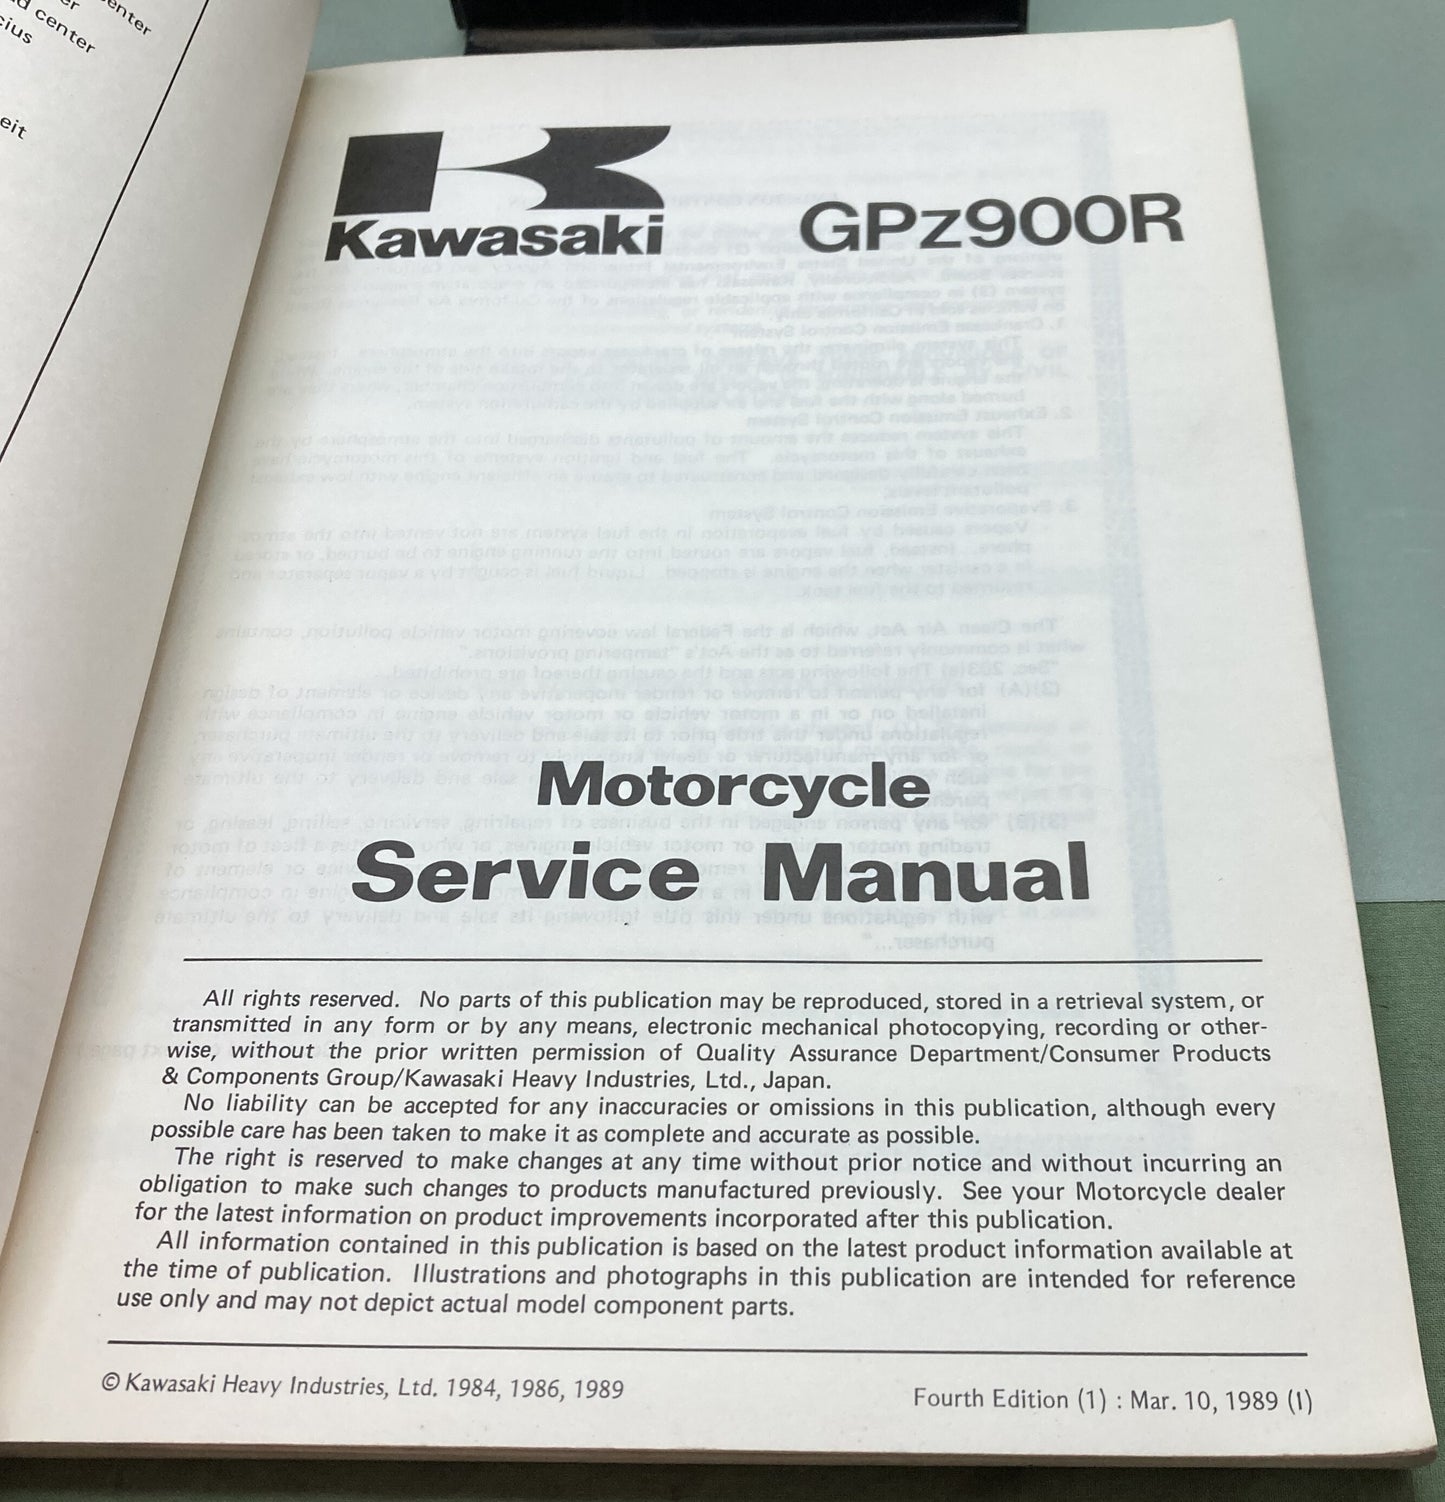 enter
er
d center
cius
eit
Kawasaki
GPz900R
Motorcycle
Service Manual
All rights reserved. No parts of this publication may be reproduced, stored in a retrieval system, or
transmitted in any form or by any means, electronic mechanical photocopying, recording or other-
wise, without the prior written permission of Quality Assurance Department/Consumer Products
& Components Group/Kawasaki Heavy Industries, Ltd., Japan.
No liability can be accepted for any inaccuracies or omissions in this publication, although every
possible care has been taken to make it as complete and accurate as possible.
The right is reserved to make changes at any time without prior notice and without incurring an
obligation to make such changes to products manufactured previously. See your Motorcycle dealer
for the latest information on product improvements incorporated after this publication.
All information contained in this publication is based on the latest product information available at
the time of publication. Illustrations and photographs in this publication are intended for reference
use only and may not depict actual model component parts.
© Kawasaki Heavy Industries, Ltd. 1984, 1986, 1989
Fourth Edition (1) : Mar. 10, 1989 (I)